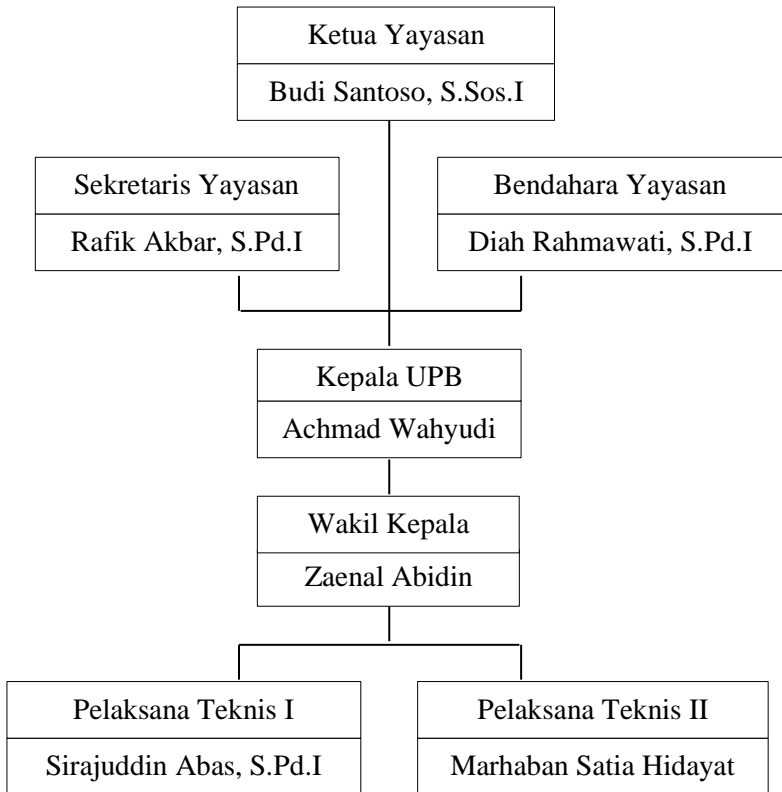 Ketua Yayasan
Budi Santoso, S.Sos.I
Sekretaris Yayasan
Rafik Akbar, S.Pd.I
Bendahara Yayasan
Diah Rahmawati, S.Pd.I
Kepala UPB
Achmad Wahyudi
Wakil Kepala
Zaenal Abidin
Pelaksana Teknis I
Sirajuddin Abas, S.Pd.I
Pelaksana Teknis II
Marhaban Satia Hidayat